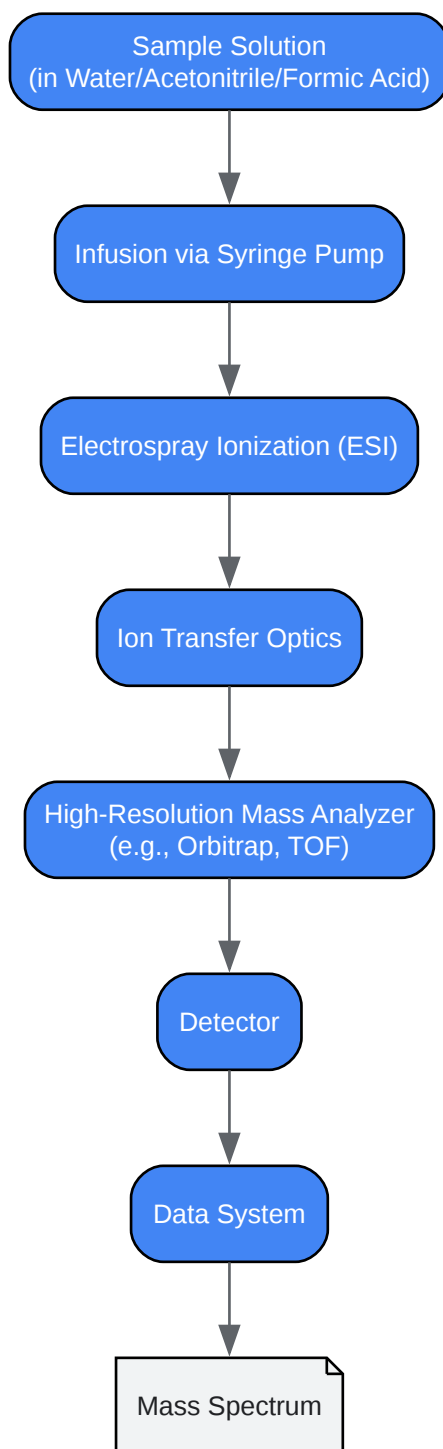 Sample Solution
(in Water/Acetonitrile/Formic Acid)
Infusion via Syringe Pump
Electrospray Ionization (ESI)
Ion Transfer Optics
High-Resolution Mass Analyzer
(e.g., Orbitrap, TOF)
Detector
Data System
Mass Spectrum